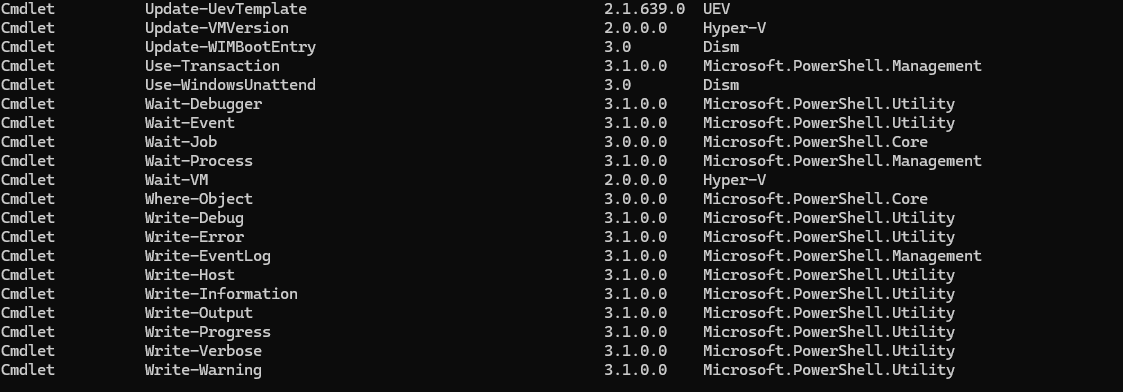 Cmdlet          Update-UevTemplate                                 2.1.639.0  UEV
Cmdlet          Update-VMVersion                                   2.0.0.0    Hyper-V
Cmdlet          Update-WIMBootEntry                                3.0        Dism
Cmdlet          Use-Transaction                                    3.1.0.0    Microsoft.PowerShell.Management
Cmdlet          Use-WindowsUnattend                                3.0        Dism
Cmdlet          Wait-Debugger                                      3.1.0.0    Microsoft.PowerShell.Utility
Cmdlet          Wait-Event                                         3.1.0.0    Microsoft.PowerShell.Utility
Cmdlet          Wait-Job                                           3.0.0.0    Microsoft.PowerShell.Core
Cmdlet          Wait-Process                                       3.1.0.0    Microsoft.PowerShell.Management
Cmdlet          Wait-VM                                            2.0.0.0    Hyper-V
Cmdlet          Where-Object                                       3.0.0.0    Microsoft.PowerShell.Core
Cmdlet          Write-Debug                                        3.1.0.0    Microsoft.PowerShell.Utility
Cmdlet          Write-Error                                        3.1.0.0    Microsoft.PowerShell.Utility
Cmdlet          Write-EventLog                                     3.1.0.0    Microsoft.PowerShell.Management
Cmdlet          Write-Host                                         3.1.0.0    Microsoft.PowerShell.Utility
Cmdlet          Write-Information                                  3.1.0.0    Microsoft.PowerShell.Utility
Cmdlet          Write-Output                                       3.1.0.0    Microsoft.PowerShell.Utility
Cmdlet          Write-Progress                                     3.1.0.0    Microsoft.PowerShell.Utility
Cmdlet          Write-Verbose                                      3.1.0.0    Microsoft.PowerShell.Utility
Cmdlet          Write-Warning                                      3.1.0.0    Microsoft.PowerShell.Utility